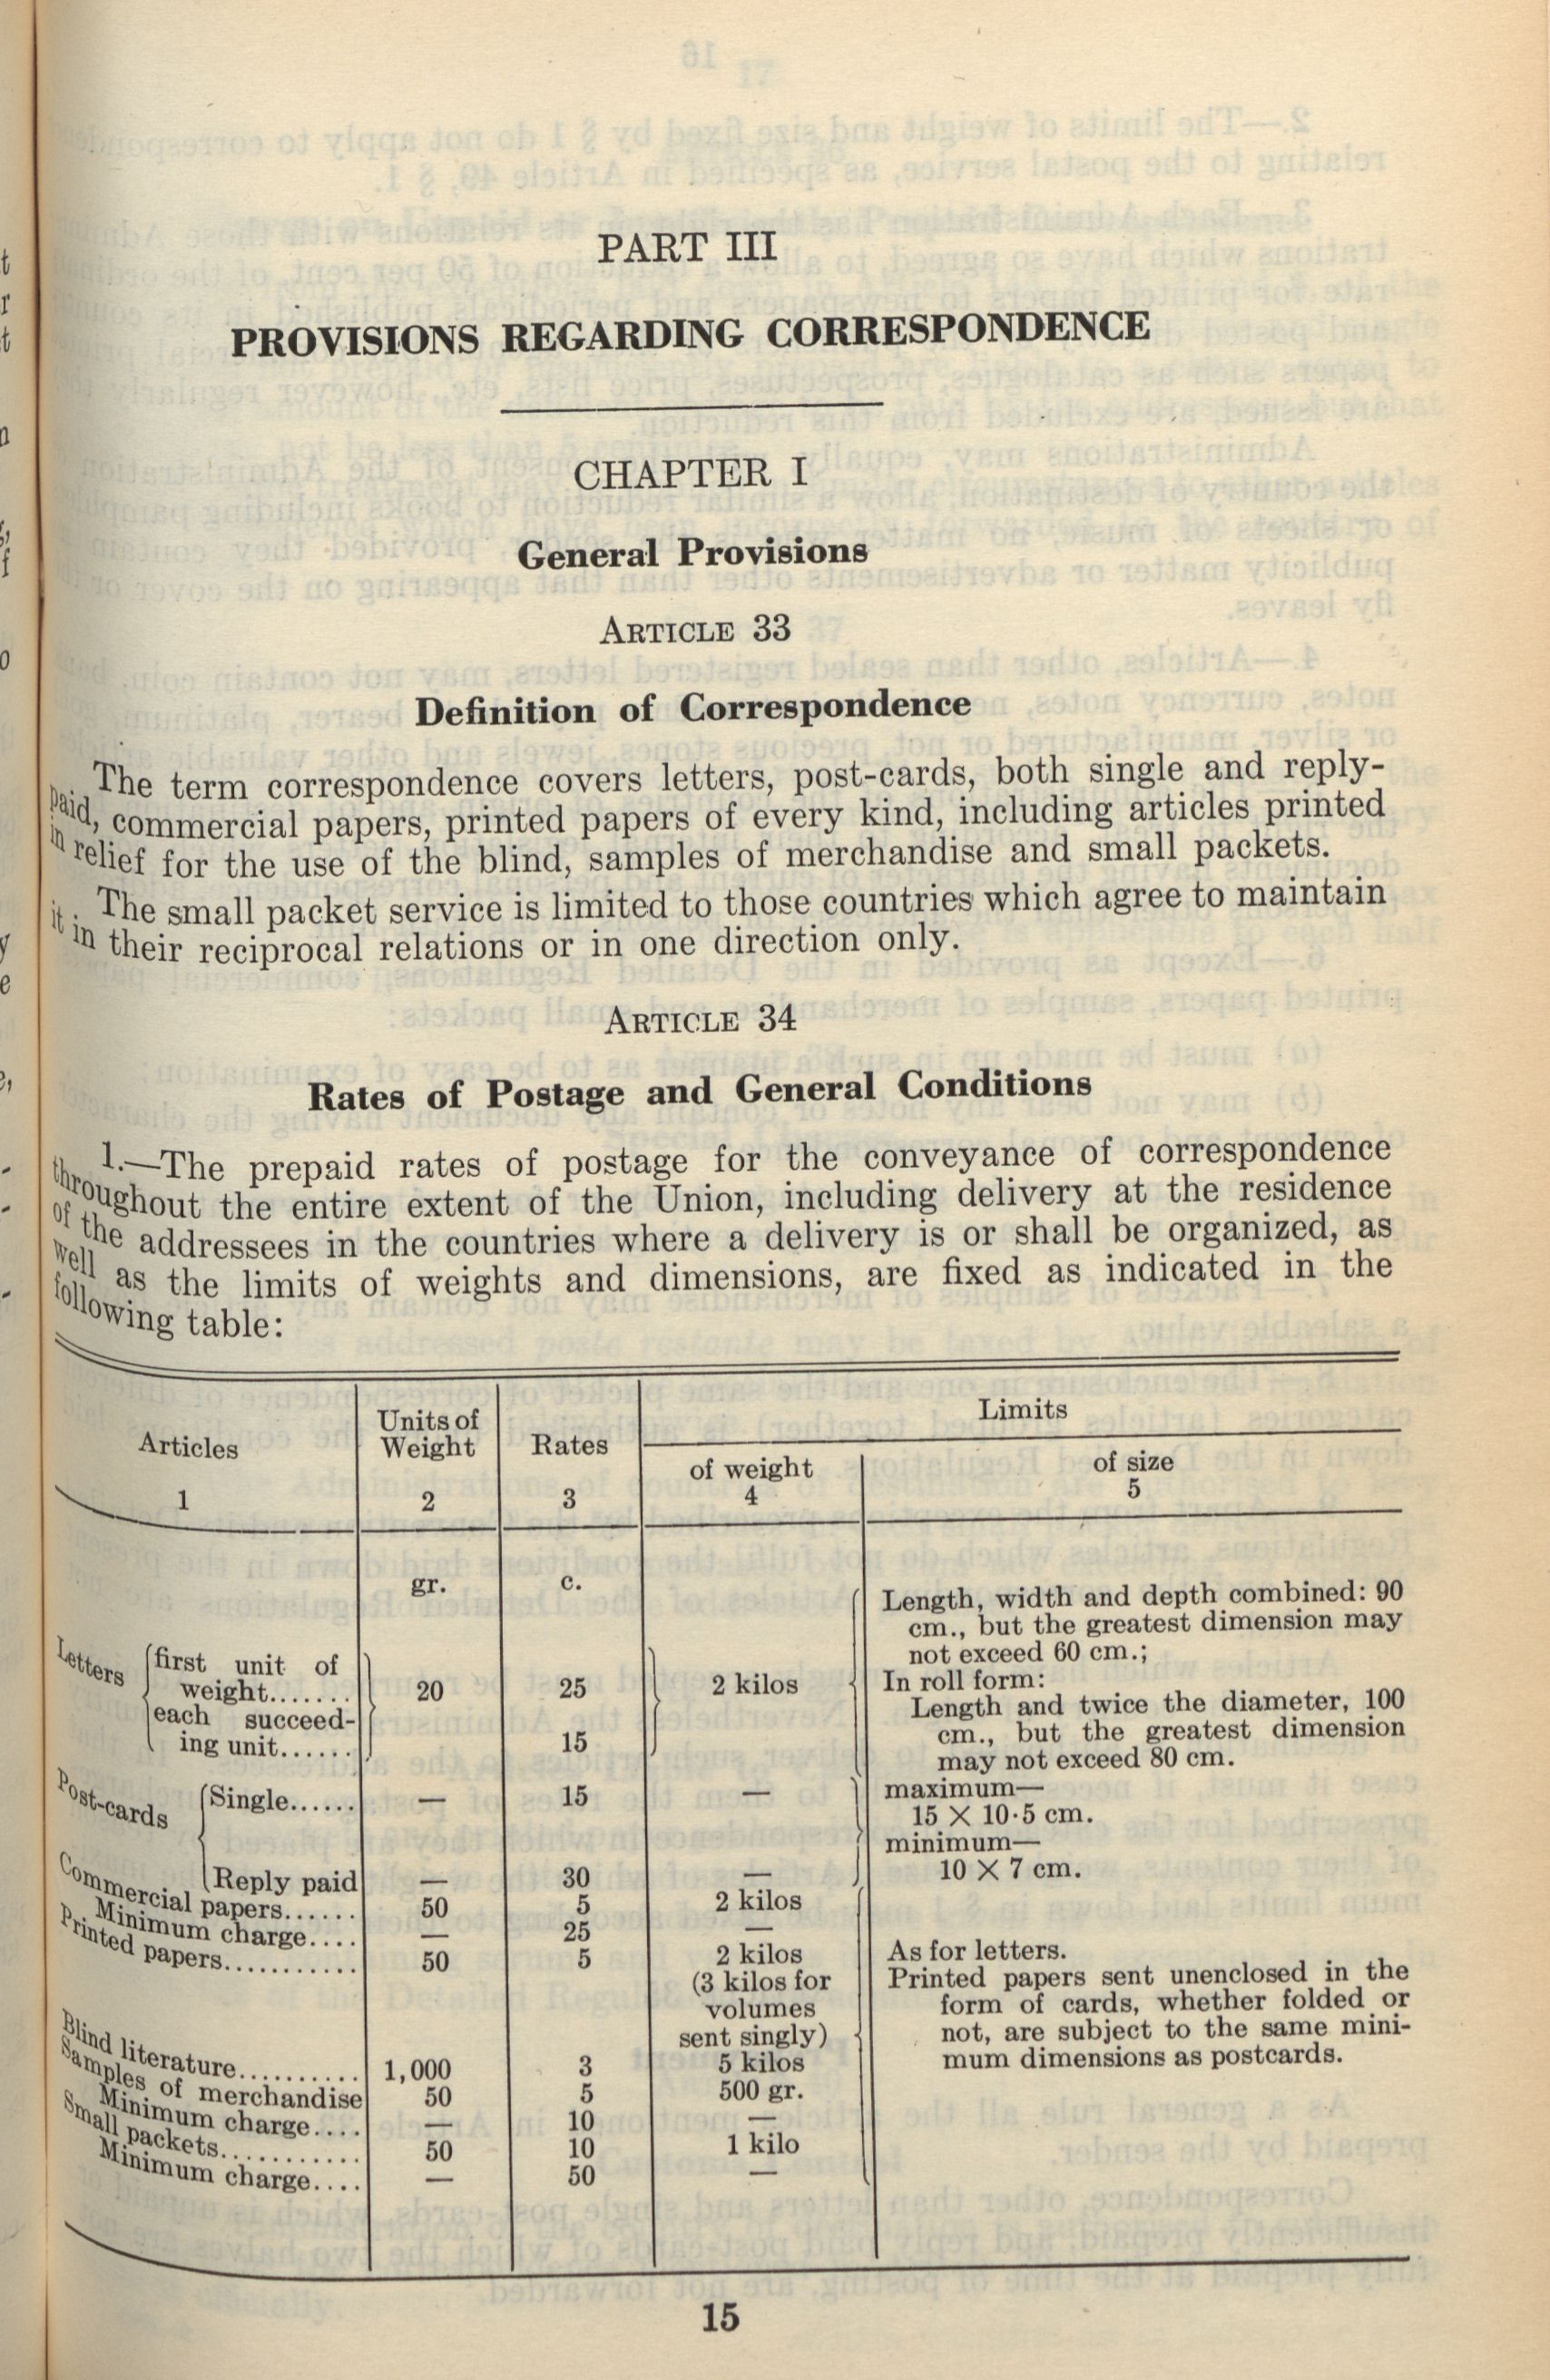 PART III
PROVISIONS REGARDING CORRESPONDENCE
CHAPTER I
General Provisions
ARTICLE 33
Definition of Correspondence
The term correspondence covers letters, post-cards, both single and reply-
paid, commercial papers, printed papers of every kind, including articles printed
in relief for the use of the blind, samples of merchandise and small packets.
The small packet service is limited to those countries which agree to maintain
it in their reciprocal relations or in one direction only.
ARTICLE 34
Rates of Postage and General Conditions
1.—The prepaid rates of postage for the conveyance of correspondence
throughout the entire extent of the Union, including delivery at the residence
of the addressees in the countries where a delivery is or shall be organized, as
well as the limits of weights and dimensions, are fixed as indicated in the
following table:
Articles Units of Weight Rates Limits
of weight of size
1 2 3 4 5
gr. c.
Letters first unit of weight....... 20 25 2 kilos
each succeed-
ing unit...... 15
Length, width and depth combined: 90
cm., but the greatest dimension may
not exceed 60 cm.;
In roll form:
Length and twice the diameter, 100
cm., but the greatest dimension
may not exceed 80 cm.
Post-cards Single...... — 15 —
Reply paid — 30 —
maximum—
15 × 10·5 cm.
minimum—
10 × 7 cm.
Commercial papers...... 50 5 2 kilos
Minimum charge.... — 25 —
Printed papers........... 50 5 2 kilos
(3 kilos for
volumes
sent singly)
Blind literature.......... 1,000 3 5 kilos
Samples of merchandise 50 5 500 gr.
Minimum charge.... — 10 —
Small packets........... 50 10 1 kilo
Minimum charge.... — 50 —
As for letters.
Printed papers sent unenclosed in the
form of cards, whether folded or
not, are subject to the same mini-
mum dimensions as postcards.
15